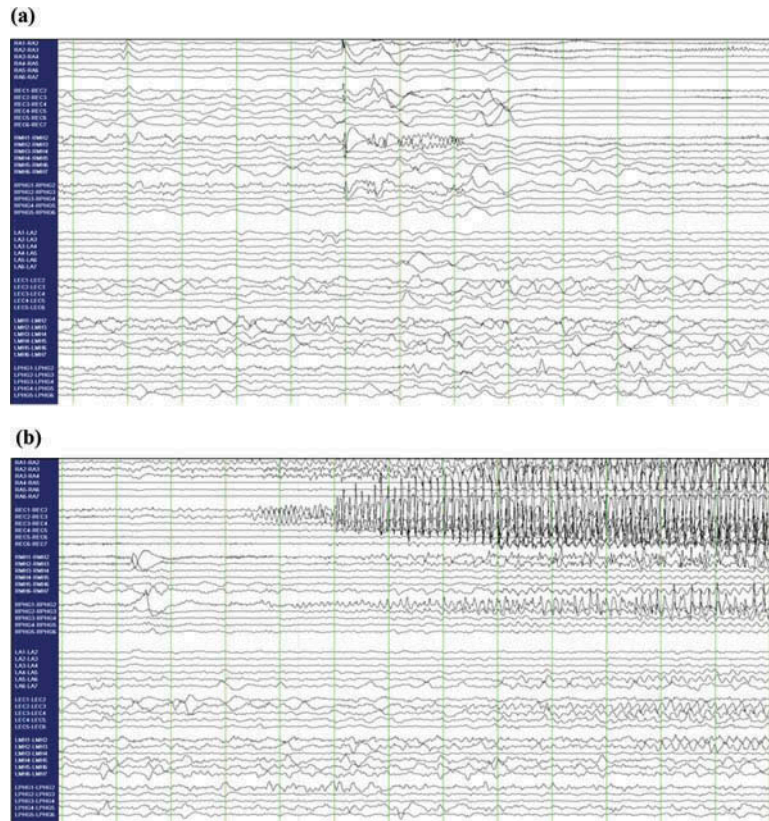 (a)
RA1-RA2
RA2-RA3
RA3-RA4
RA4-RA5
RA5-RA6
RA6-RA7
REC1-REC2
REC2-REC3
REC3-REC4
REC4-REC5
REC5-REC6
REC6-REC7
RMH1-RMH2
RMH2-RMH3
RMH3-RMH4
RMH4-RMH5
RMH5-RMH6
RMH6-RMH7
RPHG1-RPHG2
RPHG2-RPHG3
RPHG3-RPHG4
RPHG4-RPHG5
RPHG5-RPHG6
LA1-LA2
LA2-LA3
LA3-LA4
LA4-LA5
LA5-LA6
LA6-LA7
LEC1-LEC2
LEC2-LEC3
LEC3-LEC4
LEC4-LEC5
LEC5-LEC6
LMH1-LMH2
LMH2-LMH3
LMH3-LMH4
LMH4-LMH5
LMH5-LMH6
LMH6-LMH7
LPHG1-LPHG2
LPHG2-LPHG3
LPHG3-LPHG4
LPHG4-LPHG5
LPHG5-LPHG6
(b)
RA1-RA2
RA2-RA3
RA3-RA4
RA4-RA5
RA5-RA6
RA6-RA7
REC1-REC2
REC2-REC3
REC3-REC4
REC4-REC5
REC5-REC6
REC6-REC7
RMH1-RMH2
RMH2-RMH3
RMH3-RMH4
RMH4-RMH5
RMH5-RMH6
RMH6-RMH7
RPHG1-RPHG2
RPHG2-RPHG3
RPHG3-RPHG4
RPHG4-RPHG5
RPHG5-RPHG6
LA1-LA2
LA2-LA3
LA3-LA4
LA4-LA5
LA5-LA6
LA6-LA7
LEC1-LEC2
LEC2-LEC3
LEC3-LEC4
LEC4-LEC5
LEC5-LEC6
LMH1-LMH2
LMH2-LMH3
LMH3-LMH4
LMH4-LMH5
LMH5-LMH6
LMH6-LMH7
LPHG1-LPHG2
LPHG2-LPHG3
LPHG3-LPHG4
LPHG4-LPHG5
LPHG5-LPHG6